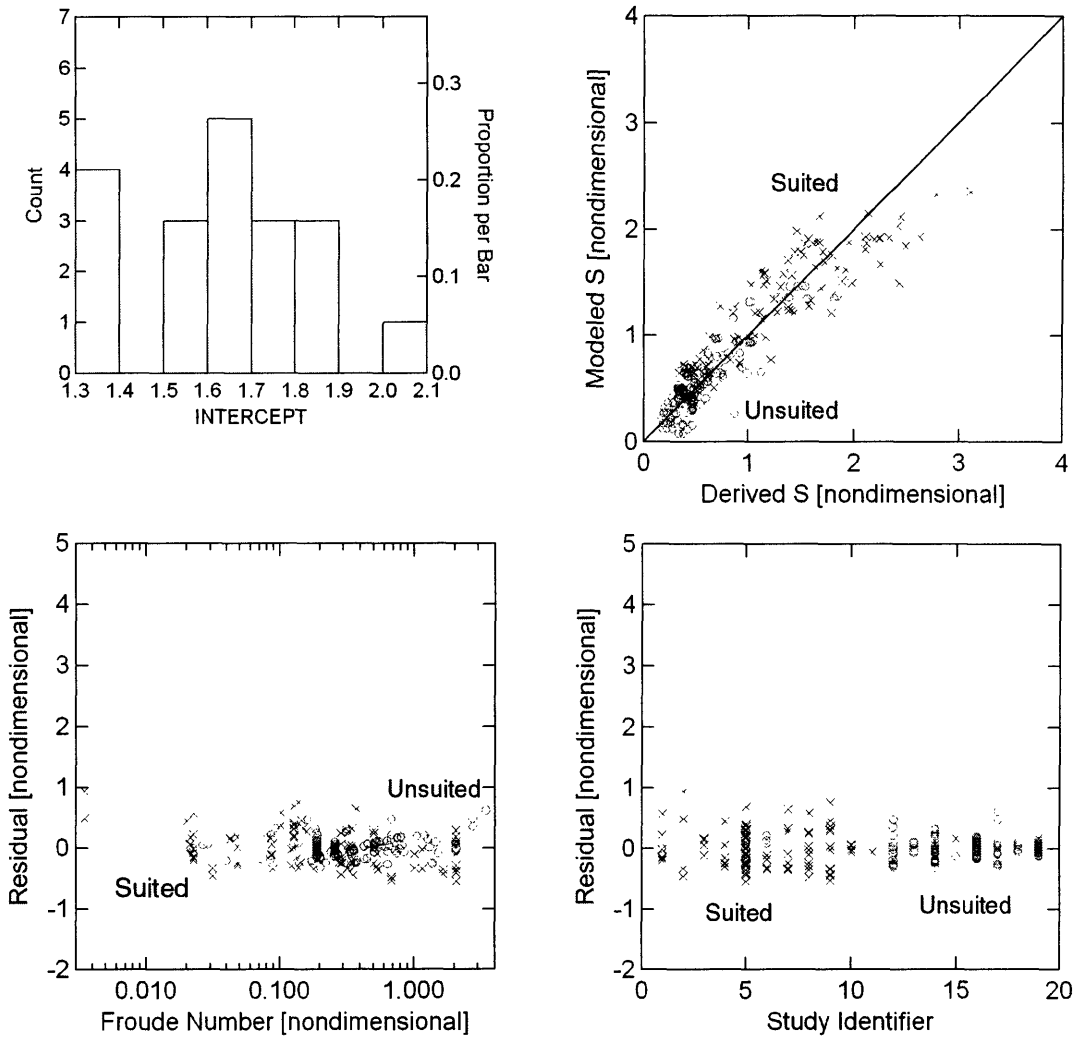 7
6
5
4
3
2
1
0
Count
0.3
0.2
0.1
0.0
Proportion per Bar
1.3 1.4 1.5 1.6 1.7 1.8 1.9 2.0 2.1
INTERCEPT
4
3
2
1
0
Modeled S [nondimensional]
Suited
Unsuited
0 1 2 3 4
Derived S [nondimensional]
5
4
3
2
1
0
-1
-2
Residual [nondimensional]
Unsuited
Suited
0.010 0.100 1.000
Froude Number [nondimensional]
5
4
3
2
1
0
-1
-2
Residual [nondimensional]
Suited
Unsuited
0 5 10 15 20
Study Identifier